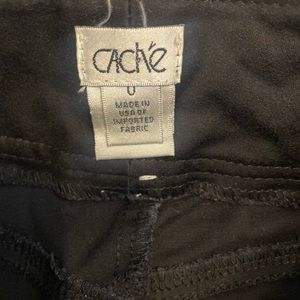 CACHÉ
0
MADE IN
USA OF
IMPORTED
FABRIC